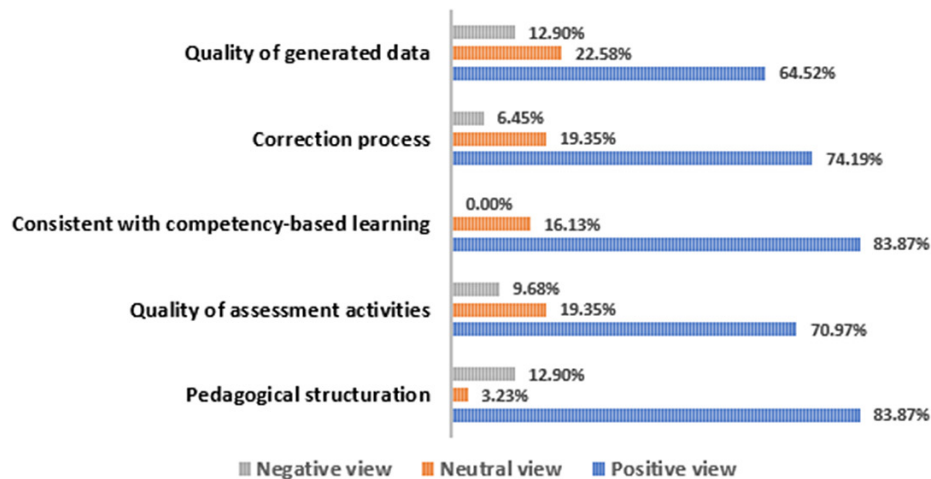 12.90%
Quality of generated data
22.58%
64.52%
6.45%
Correction process
19.35%
74.19%
0.00%
Consistent with competency-based learning
16.13%
83.87%
9.68%
Quality of assessment activities
19.35%
70.97%
12.90%
Pedagogical structuration
3.23%
83.87%
Negative view Neutral view Positive view